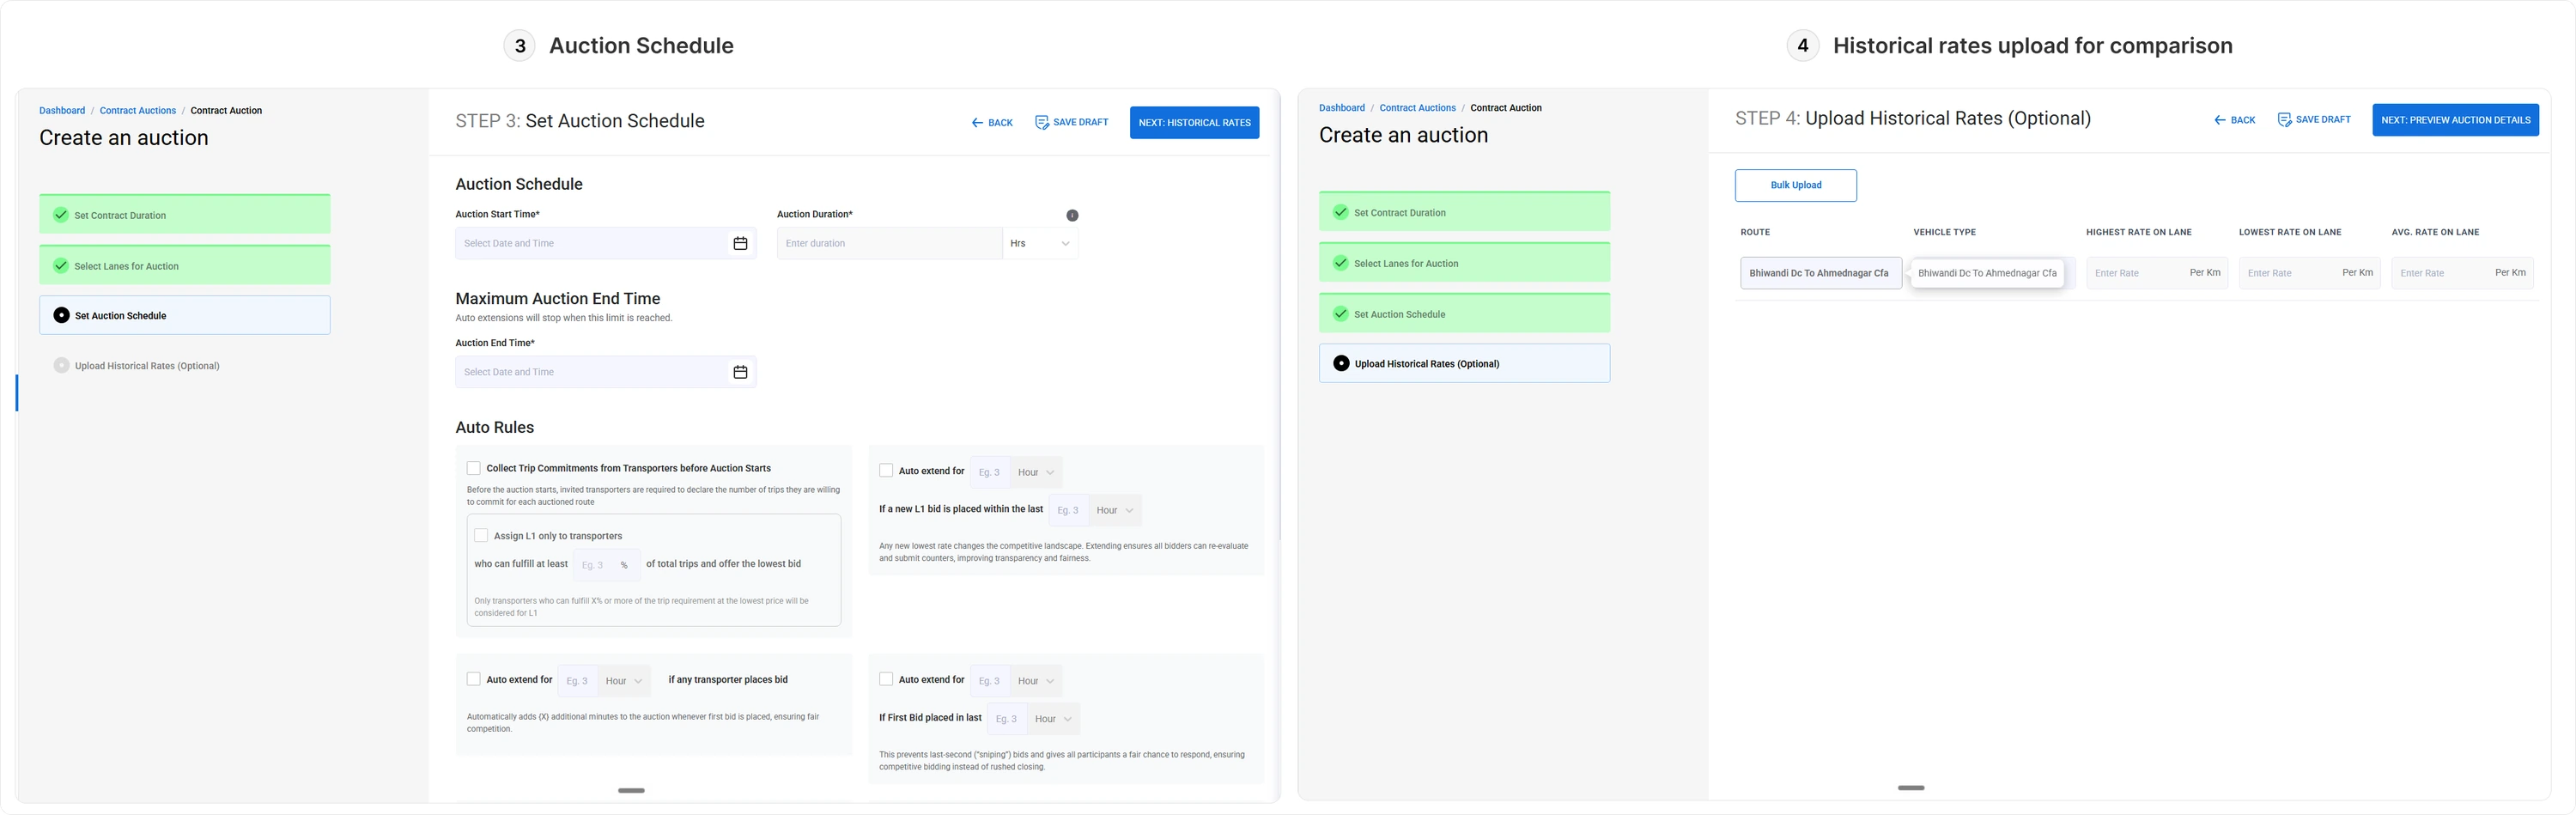 3 Auction Schedule
Dashboard / Contract Auctions / Contract Auction
Create an auction
Set Contract Duration
Select Lanes for Auction
Set Auction Schedule
Upload Historical Rates (Optional)
STEP 3: Set Auction Schedule
BACK
SAVE DRAFT
NEXT: HISTORICAL RATES
Auction Schedule
Auction Start Time*
Select Date and Time
Auction Duration*
i
Enter duration
Hrs
Maximum Auction End Time
Auto extensions will stop when this limit is reached.
Auction End Time*
Select Date and Time
Auto Rules
Collect Trip Commitments from Transporters before Auction Starts
Before the auction starts, invited transporters are required to declare the number of trips they are willing
to commit for each auctioned route
Assign L1 only to transporters
who can fulfill at least Eg. 3 % of total trips and offer the lowest bid
Only transporters who can fulfill X% or more of the trip requirement at the lowest price will be
considered for L1
Auto extend for Eg. 3 Hour
If a new L1 bid is placed within the last Eg. 3 Hour
Any new lowest rate changes the competitive landscape. Extending ensures all bidders can re-evaluate
and submit counters, improving transparency and fairness.
Auto extend for Eg. 3 Hour if any transporter places bid
Automatically adds (X) additional minutes to the auction whenever first bid is placed, ensuring fair
competition.
Auto extend for Eg. 3 Hour
If First Bid placed in last Eg. 3 Hour
This prevents last-second ("sniping") bids and gives all participants a fair chance to respond, ensuring
competitive bidding instead of rushed closing.
4 Historical rates upload for comparison
Dashboard / Contract Auctions / Contract Auction
Create an auction
Set Contract Duration
Select Lanes for Auction
Set Auction Schedule
Upload Historical Rates (Optional)
STEP 4: Upload Historical Rates (Optional)
BACK
SAVE DRAFT
NEXT: PREVIEW AUCTION DETAILS
Bulk Upload
ROUTE VEHICLE TYPE HIGHEST RATE ON LANE LOWEST RATE ON LANE AVG. RATE ON LANE
Bhiwandi Dc To Ahmednagar Cfa Bhiwandi Dc To Ahmednagar Cfa Enter Rate Per Km Enter Rate Per Km Enter Rate Per Km